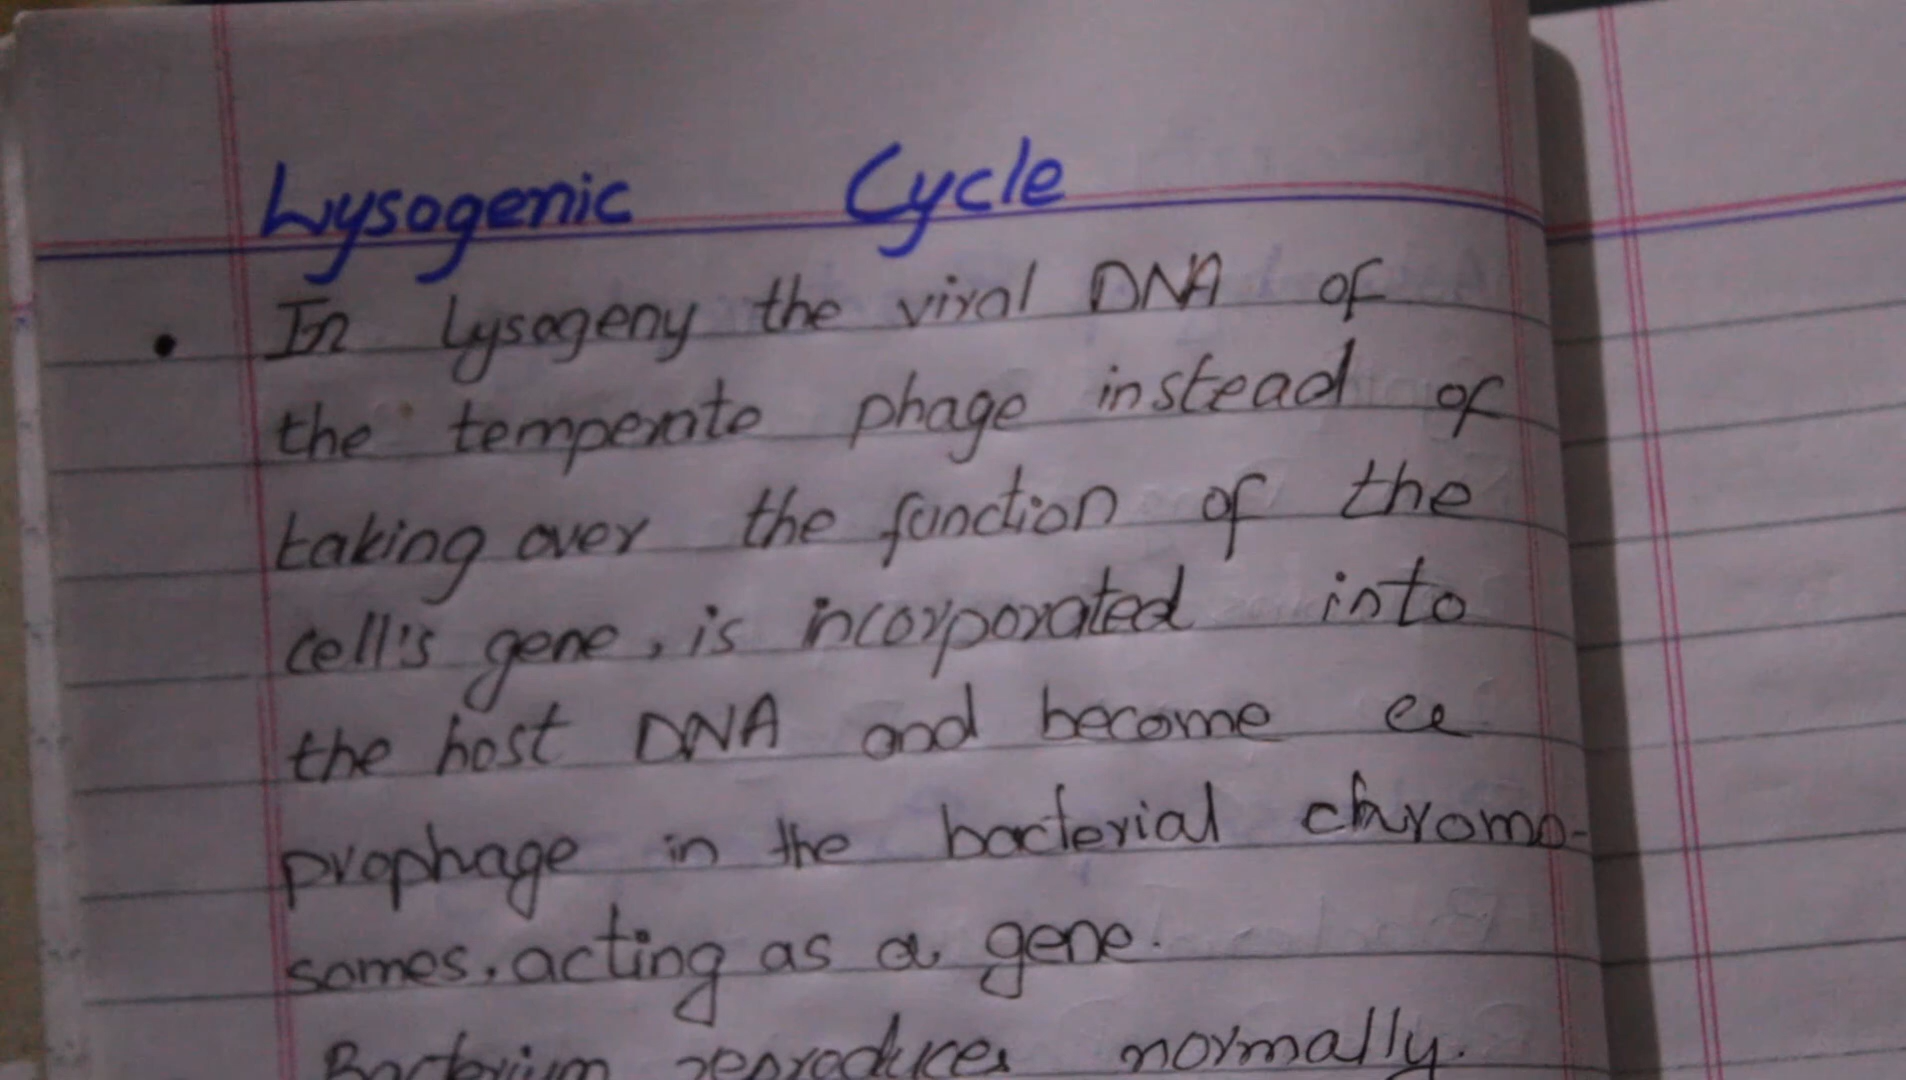 Lysogenic Cycle
• In Lysogeny the viral DNA of
the temperate phage instead of
taking over the function of the
cell's gene, is incorporated into
the host DNA and become a
prophage in the bacterial chromo-
somes, acting as a gene.
Bacterium reproduces normally.